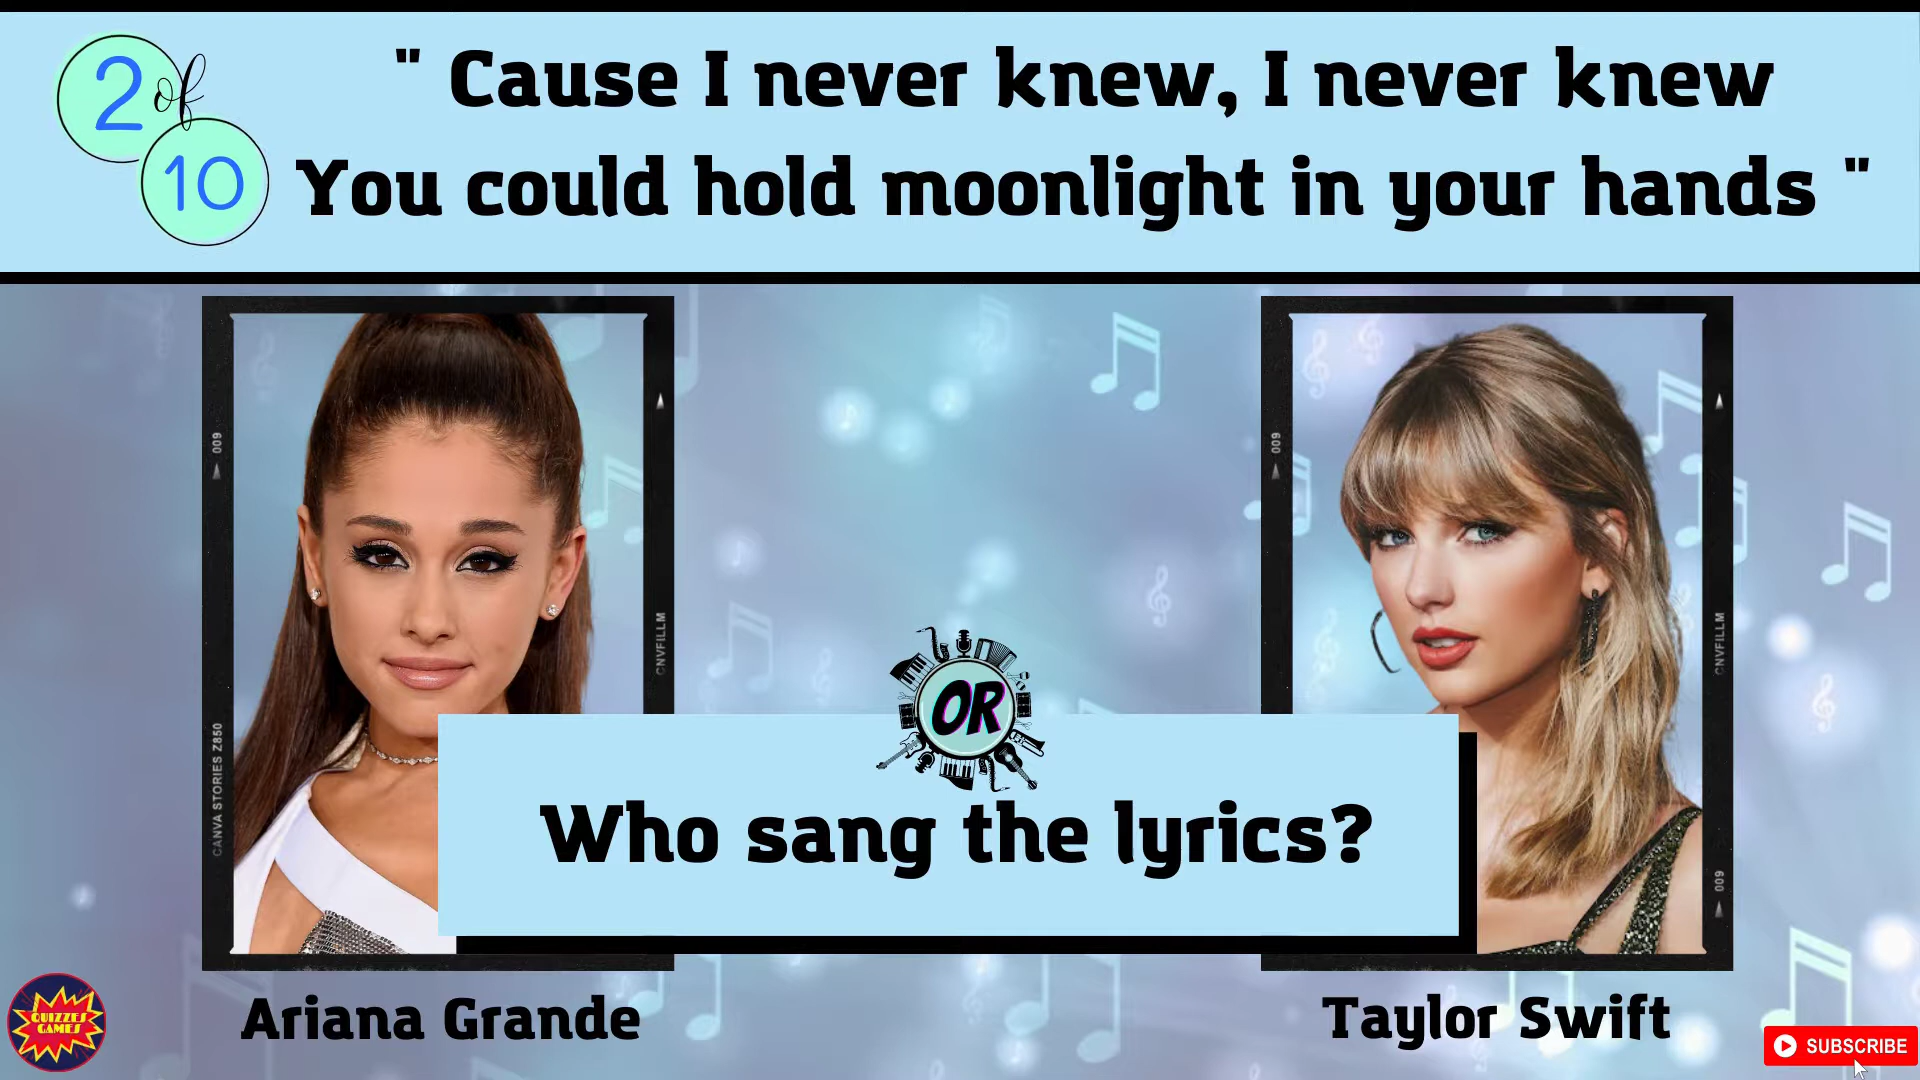 2 of 10
" Cause I never knew, I never knew
You could hold moonlight in your hands "
009
009
CNVFILLM
CNVFILLM
OR
CANVA STORIES Z850
Who sang the lyrics?
009
QUIZZES
GAMES
Ariana Grande
Taylor Swift
SUBSCRIBE